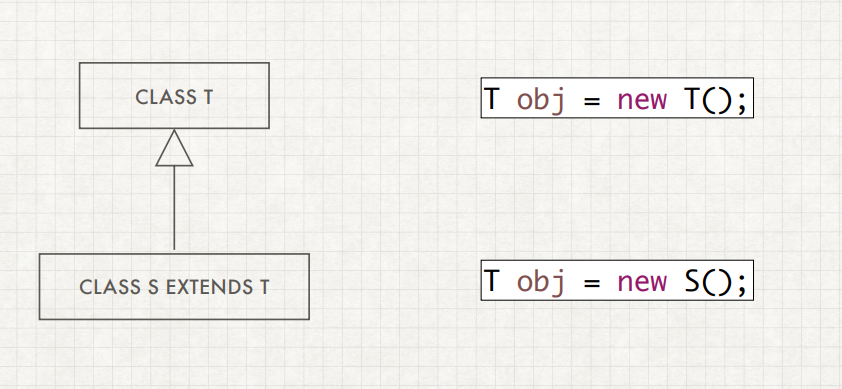 CLASS T
T obj = new T();
CLASS S EXTENDS T
T obj = new S();